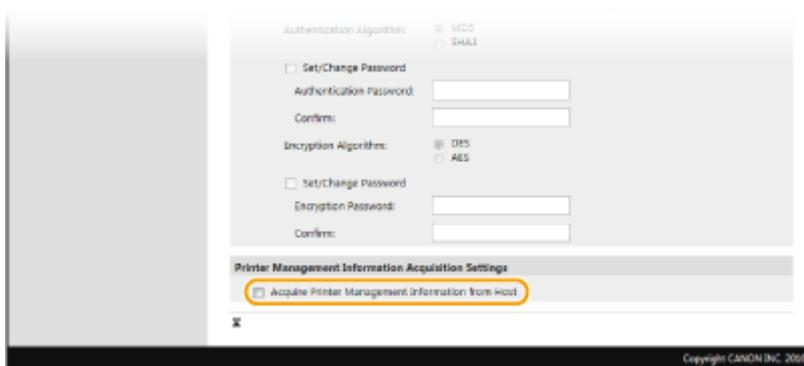 Authentication Algorithm: MD5
SHA1
Set/Change Password
Authentication Password:
Confirm:
Encryption Algorithm: DES
AES
Set/Change Password
Encryption Password:
Confirm:
Printer Management Information Acquisition Settings
Acquire Printer Management Information from Host
Copyright CANON INC. 2016